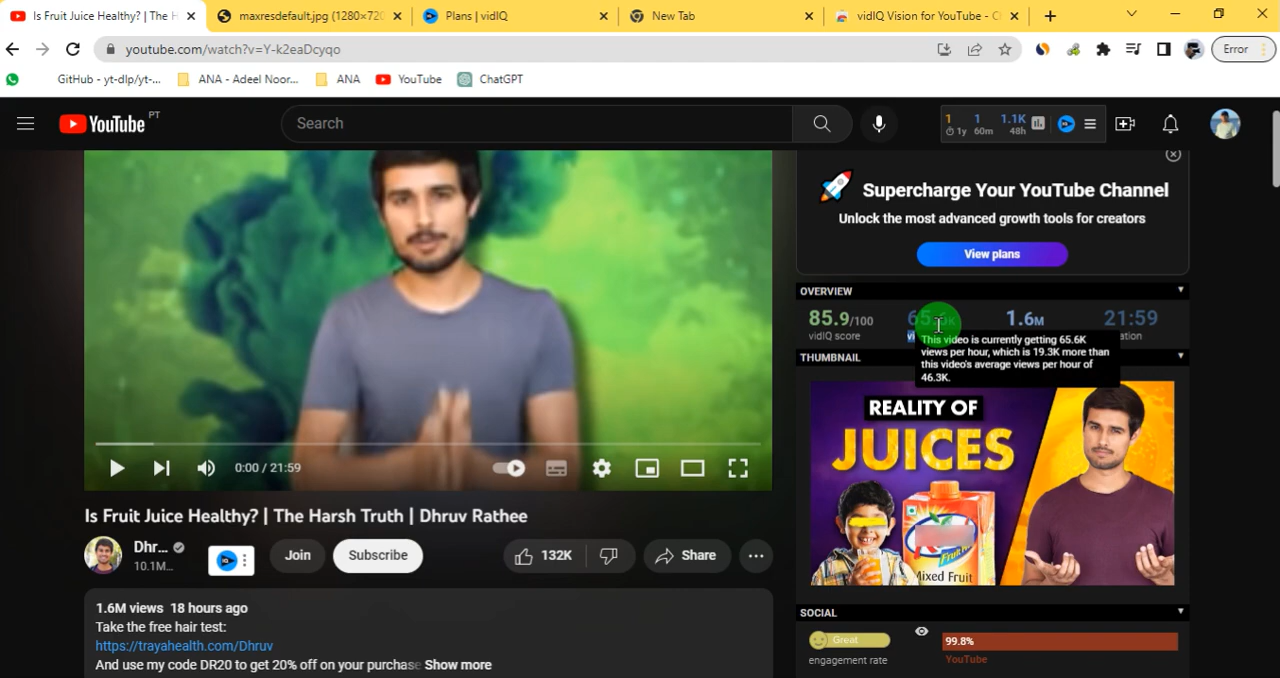 Is Fruit Juice Healthy? | The H
maxresdefault.jpg (1280×720
Plans | vidIQ
New Tab
vidIQ Vision for YouTube - C
youtube.com/watch?v=Y-k2eaDcyqo
Error
GitHub - yt-dlp/yt-...
ANA - Adeel Noor...
ANA
YouTube
ChatGPT
YouTube PT
Search
1 1 1.1K
1y 60m 48h
Supercharge Your YouTube Channel
Unlock the most advanced growth tools for creators
View plans
OVERVIEW
85.9/100 65.6K 1.6M 21:59
vidIQ score
This video is currently getting 65.6K
views per hour, which is 19.3K more than
this video's average views per hour of
46.3K.
THUMBNAIL
REALITY OF
JUICES
Mixed Fruit
0:00 / 21:59
Is Fruit Juice Healthy? | The Harsh Truth | Dhruv Rathee
Dhr...
10.1M...
Join
Subscribe
132K
Share
1.6M views 18 hours ago
Take the free hair test:
https://trayahealth.com/Dhruv
And use my code DR20 to get 20% off on your purchase Show more
SOCIAL
Great
engagement rate
99.8%
YouTube